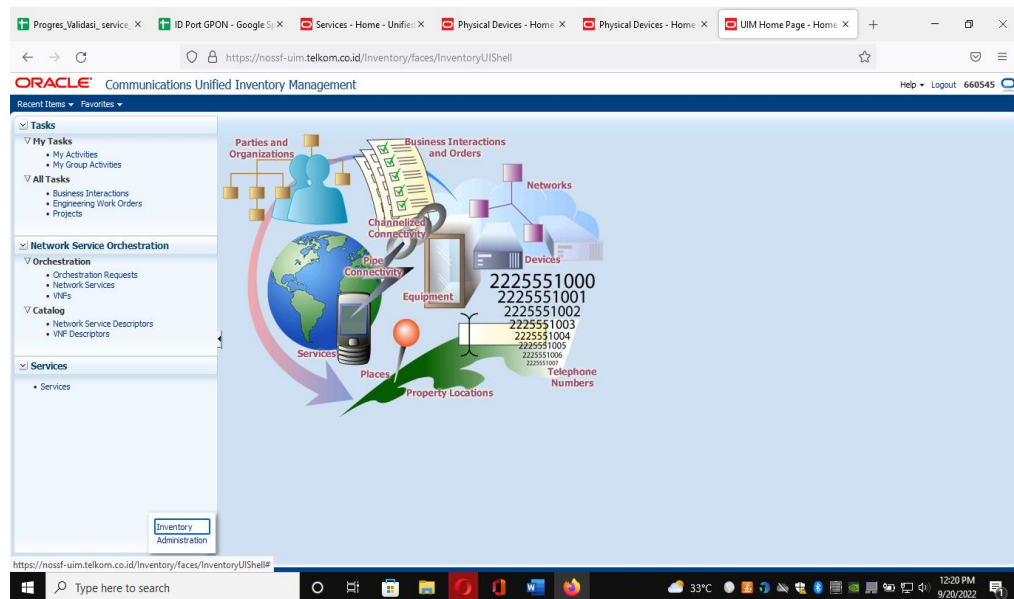 Progres_Validasi_service_
ID Port GPON - Google Sp
Services - Home - Unified
Physical Devices - Home
Physical Devices - Home
UIM Home Page - Home
https://nossf-uim.telkom.co.id/Inventory/faces/InventoryUIShell
ORACLE Communications Unified Inventory Management
Help Logout 660545
Recent Items Favorites
Tasks
My Tasks
• My Activities
• My Group Activities
All Tasks
• Business Interactions
• Engineering Work Orders
• Projects
Network Service Orchestration
Orchestration
• Orchestration Requests
• Network Services
• VNFs
Catalog
• Network Service Descriptors
• VNF Descriptors
Services
• Services
Parties and
Organizations
Business Interactions
and Orders
Networks
Channelized
Connectivity
Pipe
Connectivity
Devices
Equipment
2225551000
2225551001
2225551002
2225551003
2225551004
2225551005
2225551006
2225551007
Services
Places
Telephone
Numbers
Property Locations
Inventory
Administration
https://nossf-uim.telkom.co.id/Inventory/faces/InventoryUIShell#
Type here to search
33°C
12:20 PM
9/20/2022